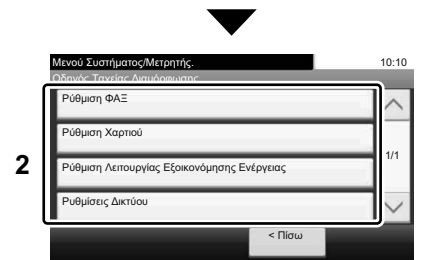 Μενού Συστήματος/Μετρητής.
10:10
Οδηγός Ταχείας Διαμόρφωσης
Ρύθμιση ΦΑΞ
Ρύθμιση Χαρτιού
1/1
2
Ρύθμιση Λειτουργίας Εξοικονόμησης Ενέργειας
Ρυθμίσεις Δικτύου
< Πίσω